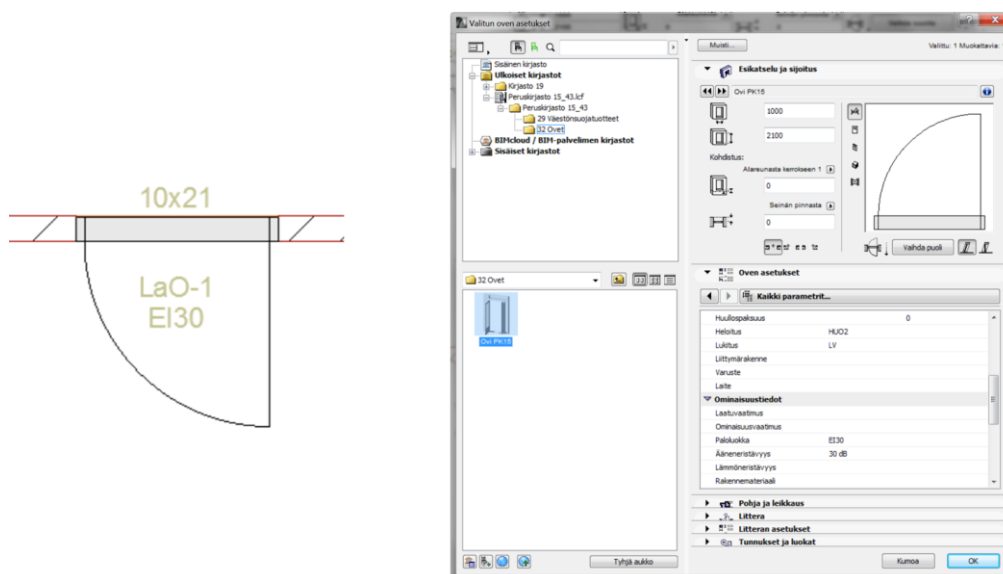 10x21
LaO-1
EI30
Valitun oven asetukset
Sisäinen kirjasto
Ulkoiset kirjastot
Kirjasto 19
Peruskirjasto 15_43.lcf
Peruskirjasto 15_43
29 Väestönsuojatuotteet
32 Ovet
BIMcloud / BIM-palvelimen kirjastot
Sisäiset kirjastot
32 Ovet
Ovi PK15
Tyhjä aukko
Muisti...
Valittu: 1 Muokattavia:
Esikatselu ja sijoitus
Ovi PK15
1000
2100
Kohdistus:
Alareunasta kerrokseen 1
0
Seinän pinnasta
0
Vaihda puoli
Oven asetukset
Kaikki parametrit...
Huullospaksuus 0
Heloitus HUO2
Lukitus LV
Liittymärakenne
Varuste
Laite
Ominaisuustiedot
Laatuvaatimus
Ominaisuusvaatimus
Paloluokka EI30
Ääneneristävyys 30 dB
Lämmöneristävyys
Rakennemateriaali
Pohja ja leikkaus
Littera
Litteran asetukset
Tunnukset ja luokat
Kumoa
OK